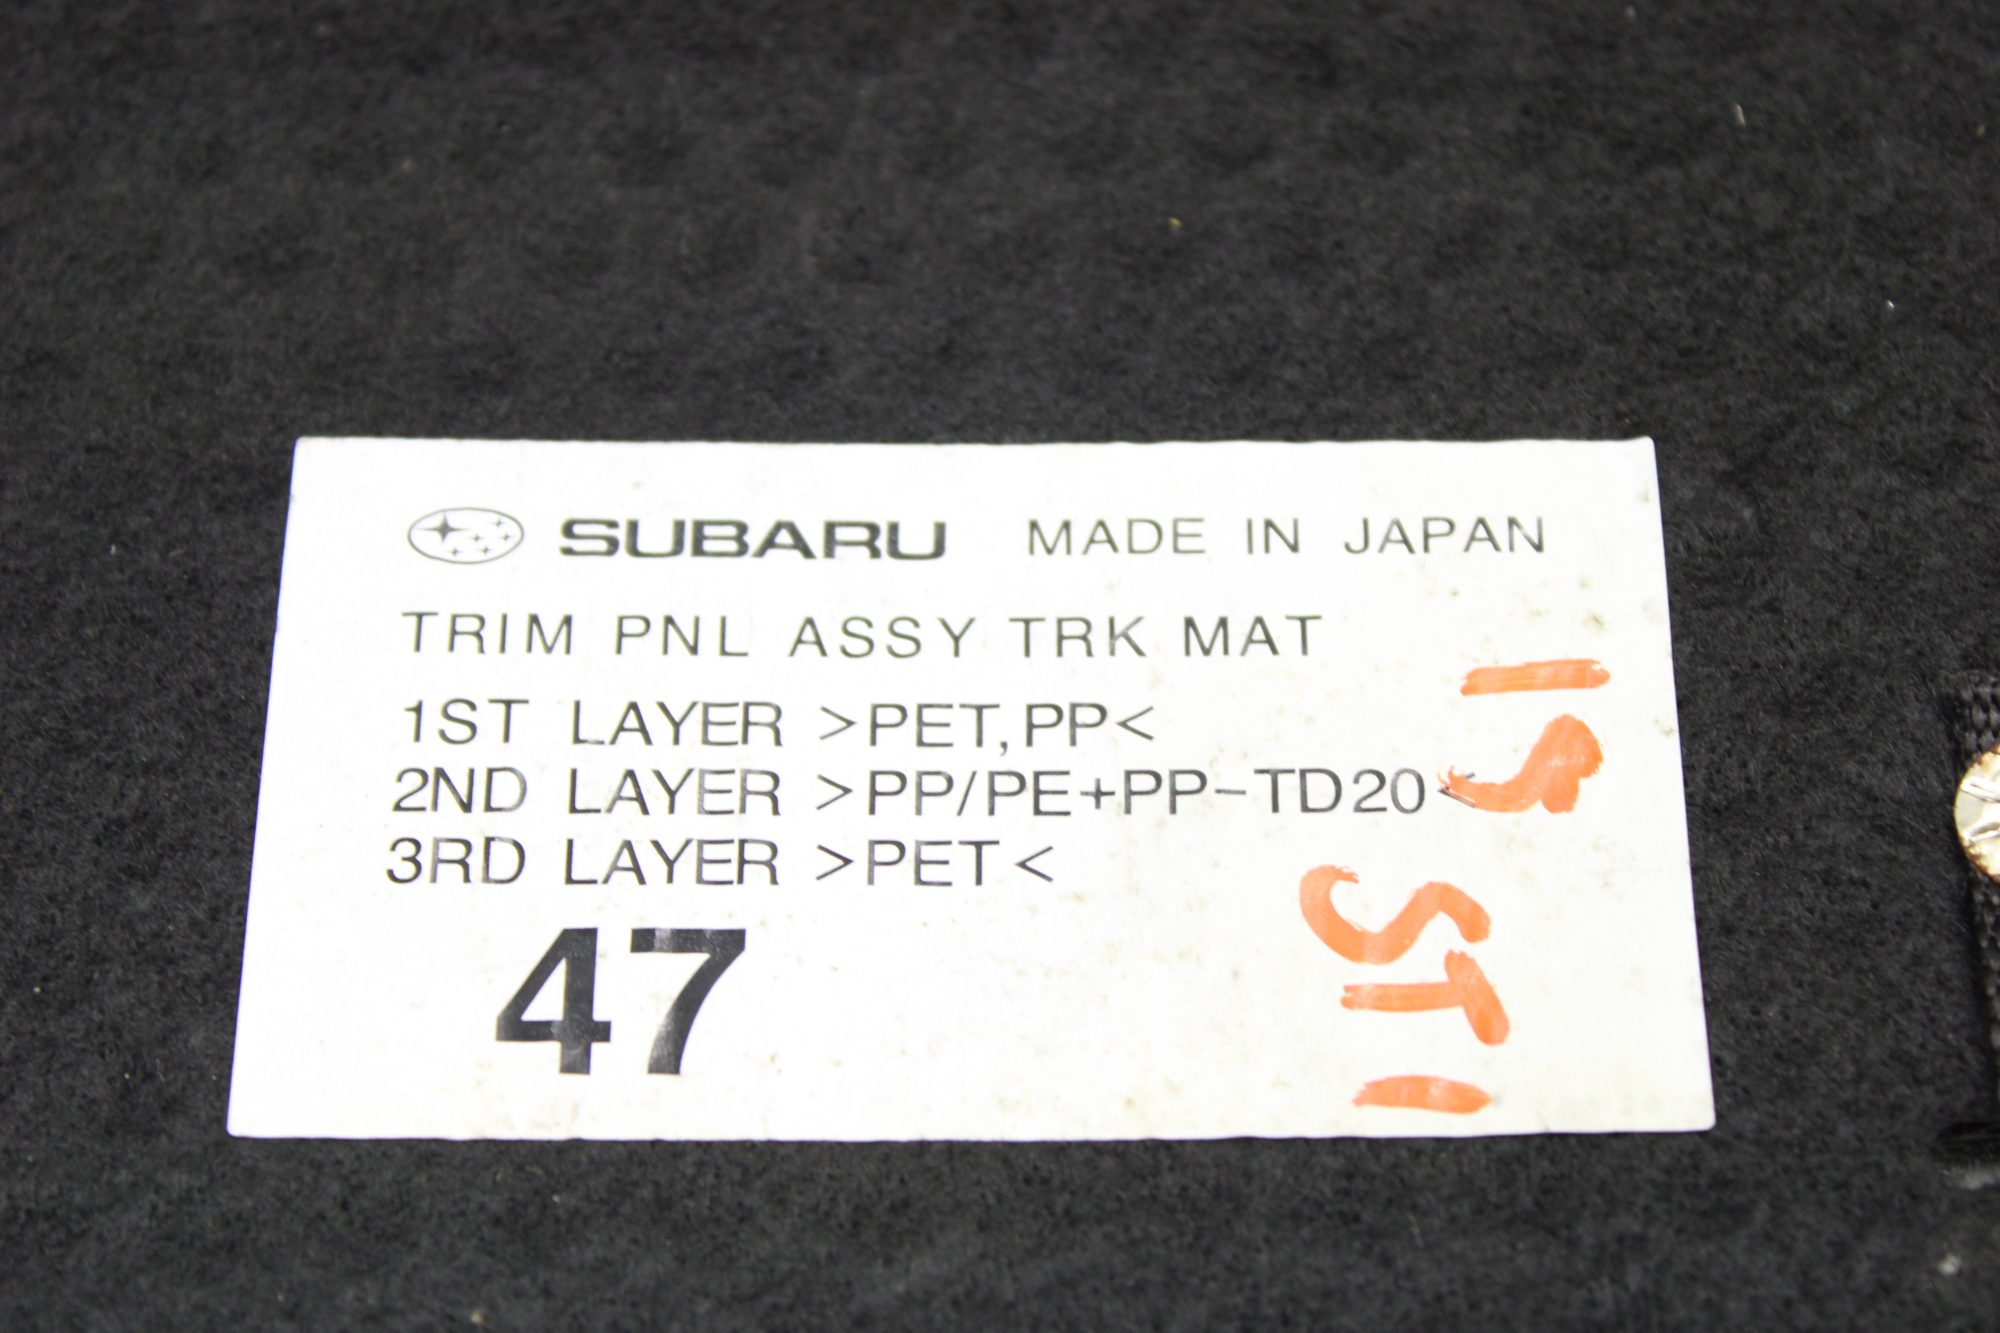 SUBARU MADE IN JAPAN
TRIM PNL ASSY TRK MAT
1ST LAYER >PET,PP<
2ND LAYER >PP/PE+PP-TD20<
3RD LAYER >PET<
47
STI